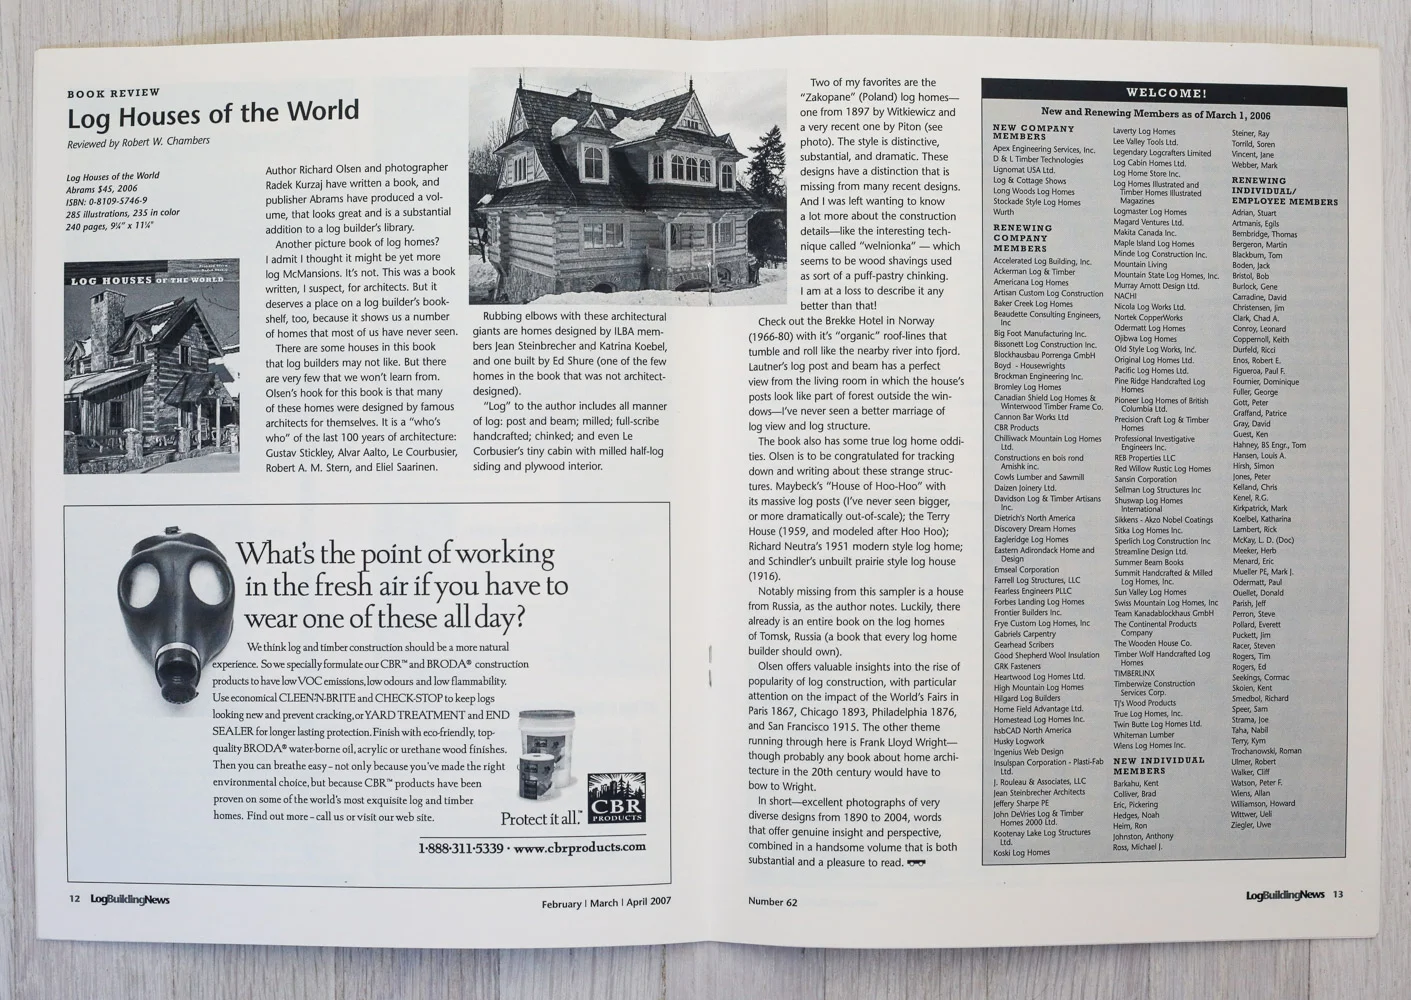 BOOK REVIEW
Log Houses of the World
Reviewed by Robert W. Chambers
Log Houses of the World
Abrams $45, 2006
ISBN: 0-8109-5746-9
285 illustrations, 235 in color
240 pages, 9¼" x 11¼"
LOG HOUSES OF THE WORLD
Author Richard Olsen and photographer
Radek Kurzaj have written a book, and
publisher Abrams have produced a vol-
ume, that looks great and is a substantial
addition to a log builder's library.
Another picture book of log homes?
I admit I thought it might be yet more
log McMansions. It's not. This was a book
written, I suspect, for architects. But it
deserves a place on a log builder's book-
shelf, too, because it shows us a number
of homes that most of us have never seen.
There are some houses in this book
that log builders may not like. But there
are very few that we won't learn from.
Olsen's hook for this book is that many
of these homes were designed by famous
architects for themselves. It is a "who's
who" of the last 100 years of architecture:
Gustav Stickley, Alvar Aalto, Le Courbusier,
Robert A. M. Stern, and Eliel Saarinen.
Rubbing elbows with these architectural
giants are homes designed by ILBA mem-
bers Jean Steinbrecher and Katrina Koebel,
and one built by Ed Shure (one of the few
homes in the book that was not architect-
designed).
"Log" to the author includes all manner
of log: post and beam; milled; full-scribe
handcrafted; chinked; and even Le
Corbusier's tiny cabin with milled half-log
siding and plywood interior.
What's the point of working
in the fresh air if you have to
wear one of these all day?
We think log and timber construction should be a more natural
experience. So we specially formulate our CBR™ and BRODA® construction
products to have low VOC emissions, low odours and low flammability.
Use economical CLEEN-N-BRITE and CHECK-STOP to keep logs
looking new and prevent cracking, or YARD TREATMENT and END
SEALER for longer lasting protection. Finish with eco-friendly, top-
quality BRODA® water-borne oil, acrylic or urethane wood finishes.
Then you can breathe easy – not only because you've made the right
environmental choice, but because CBR™ products have been
proven on some of the world's most exquisite log and timber
homes. Find out more – call us or visit our web site.
Protect it all.™
CBR
PRODUCTS
1·888·311·5339 · www.cbrproducts.com
12 LogBuildingNews
February | March | April 2007
Two of my favorites are the
"Zakopane" (Poland) log homes—
one from 1897 by Witkiewicz and
a very recent one by Piton (see
photo). The style is distinctive,
substantial, and dramatic. These
designs have a distinction that is
missing from many recent designs.
And I was left wanting to know
a lot more about the construction
details—like the interesting tech-
nique called "welnionka" — which
seems to be wood shavings used
as sort of a puff-pastry chinking.
I am at a loss to describe it any
better than that!
Check out the Brekke Hotel in Norway
(1966-80) with it's "organic" roof-lines that
tumble and roll like the nearby river into fjord.
Lautner's log post and beam has a perfect
view from the living room in which the house's
posts look like part of forest outside the win-
dows—I've never seen a better marriage of
log view and log structure.
The book also has some true log home oddi-
ties. Olsen is to be congratulated for tracking
down and writing about these strange struc-
tures. Maybeck's "House of Hoo-Hoo" with
its massive log posts (I've never seen bigger,
or more dramatically out-of-scale); the Terry
House (1959, and modeled after Hoo Hoo);
Richard Neutra's 1951 modern style log home;
and Schindler's unbuilt prairie style log house
(1916).
Notably missing from this sampler is a house
from Russia, as the author notes. Luckily, there
already is an entire book on the log homes
of Tomsk, Russia (a book that every log home
builder should own).
Olsen offers valuable insights into the rise of
popularity of log construction, with particular
attention on the impact of the World's Fairs in
Paris 1867, Chicago 1893, Philadelphia 1876,
and San Francisco 1915. The other theme
running through here is Frank Lloyd Wright—
though probably any book about home archi-
tecture in the 20th century would have to
bow to Wright.
In short—excellent photographs of very
diverse designs from 1890 to 2004, words
that offer genuine insight and perspective,
combined in a handsome volume that is both
substantial and a pleasure to read.
WELCOME!
New and Renewing Members as of March 1, 2006
NEW COMPANY
MEMBERS
Apex Engineering Services, Inc.
D & L Timber Technologies
Lignomat USA Ltd.
Log & Cottage Shows
Long Woods Log Homes
Stockade Style Log Homes
Wurth
RENEWING
COMPANY
MEMBERS
Accelerated Log Building, Inc.
Ackerman Log & Timber
Americana Log Homes
Artisan Custom Log Construction
Baker Creek Log Homes
Beaudette Consulting Engineers,
Inc
Big Foot Manufacturing Inc.
Bissonett Log Construction Inc.
Blockhausbau Porrenga GmbH
Boyd - Housewrights
Brockman Engineering Inc.
Bromley Log Homes
Canadian Shield Log Homes &
Winterwood Timber Frame Co.
Cannon Bar Works Ltd
CBR Products
Chilliwack Mountain Log Homes
Ltd.
Constructions en bois rond
Amishk inc.
Cowls Lumber and Sawmill
Daizen Joinery Ltd.
Davidson Log & Timber Artisans
Inc.
Dietrich's North America
Discovery Dream Homes
Eagleridge Log Homes
Eastern Adirondack Home and
Design
Emseal Corporation
Farrell Log Structures, LLC
Fearless Engineers PLLC
Forbes Landing Log Homes
Frontier Builders Inc.
Frye Custom Log Homes, Inc
Gabriels Carpentry
Gearhead Scribers
Good Shepherd Wool Insulation
GRK Fasteners
Heartwood Log Homes Ltd.
High Mountain Log Homes
Hilgard Log Builders
Home Field Advantage Ltd.
Homestead Log Homes Inc.
hsbCAD North America
Husky Logwork
Ingenius Web Design
Insulspan Corporation - Plasti-Fab
Ltd.
J. Rouleau & Associates, LLC
Jean Steinbrecher Architects
Jeffery Sharpe PE
John DeVries Log & Timber
Homes 2000 Ltd.
Kootenay Lake Log Structures
Ltd.
Koski Log Homes
Laverty Log Homes
Lee Valley Tools Ltd.
Legendary Logcrafters Limited
Log Cabin Homes Ltd.
Log Home Store Inc.
Log Homes Illustrated and
Timber Homes Illustrated
Magazines
Logmaster Log Homes
Magard Ventures Ltd.
Makita Canada Inc.
Maple Island Log Homes
Minde Log Construction Inc.
Mountain Living
Mountain State Log Homes, Inc.
Murray Arnott Design Ltd.
NACHI
Nicola Log Works Ltd.
Nortek CopperWorks
Odermatt Log Homes
Ojibwa Log Homes
Old Style Log Works, Inc.
Original Log Homes Ltd.
Pacific Log Homes Ltd.
Pine Ridge Handcrafted Log
Homes
Pioneer Log Homes of British
Columbia Ltd.
Precision Craft Log & Timber
Homes
Professional Investigative
Engineers Inc.
REB Properties LLC
Red Willow Rustic Log Homes
Sansin Corporation
Sellman Log Structures Inc
Shuswap Log Homes
International
Sikkens - Akzo Nobel Coatings
Sitka Log Homes Inc.
Sperlich Log Construction Inc
Streamline Design Ltd.
Summer Beam Books
Summit Handcrafted & Milled
Log Homes, Inc.
Sun Valley Log Homes
Swiss Mountain Log Homes, Inc
Team Kanadablockhaus GmbH
The Continental Products
Company
The Wooden House Co.
Timber Wolf Handcrafted Log
Homes
TIMBERLINX
Timberwize Construction
Services Corp.
TJ's Wood Products
True Log Homes, Inc.
Twin Butte Log Homes Ltd.
Whiteman Lumber
Wiens Log Homes Inc.
NEW INDIVIDUAL
MEMBERS
Barkahu, Kent
Colliver, Brad
Eric, Pickering
Hedges, Noah
Heim, Ron
Johnston, Anthony
Ross, Michael J.
Steiner, Ray
Torrild, Soren
Vincent, Jane
Webber, Mark
RENEWING
INDIVIDUAL/
EMPLOYEE MEMBERS
Adrian, Stuart
Artmanis, Egils
Bembridge, Thomas
Bergeron, Martin
Blackburn, Tom
Boden, Jack
Bristol, Bob
Burlock, Gene
Carradine, David
Christensen, Jim
Clark, Chad A.
Conroy, Leonard
Coppernoll, Keith
Durfeld, Ricci
Enos, Robert E.
Figueroa, Paul F.
Fournier, Dominique
Fuller, George
Gott, Peter
Graffand, Patrice
Gray, David
Guest, Ken
Hahney, BS Engr., Tom
Hansen, Louis A.
Hirsh, Simon
Jones, Peter
Kelland, Chris
Kenel, R.G.
Kirkpatrick, Mark
Koelbel, Katharina
Lambert, Rick
McKay, L. D. (Doc)
Meeker, Herb
Menard, Eric
Mueller PE, Mark J.
Odermatt, Paul
Ouellet, Donald
Parish, Jeff
Perron, Steve
Pollard, Everett
Puckett, Jim
Racer, Steven
Rogers, Tim
Rogers, Ed
Seekings, Cormac
Skoien, Kent
Smedbol, Richard
Speer, Sam
Strama, Joe
Taha, Nabil
Terry, Kym
Trochanowski, Roman
Ulmer, Robert
Walker, Cliff
Watson, Peter F.
Wiens, Allan
Williamson, Howard
Wittwer, Ueli
Ziegler, Uwe
Number 62
LogBuildingNews 13